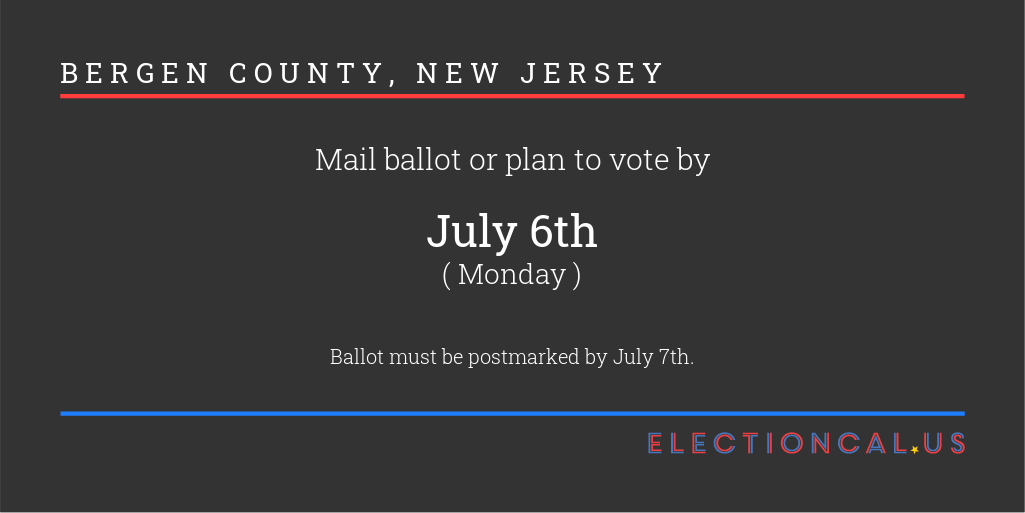 BERGEN COUNTY, NEW JERSEY
Mail ballot or plan to vote by
July 6th
( Monday )
Ballot must be postmarked by July 7th.
ELECTIONCAL.US